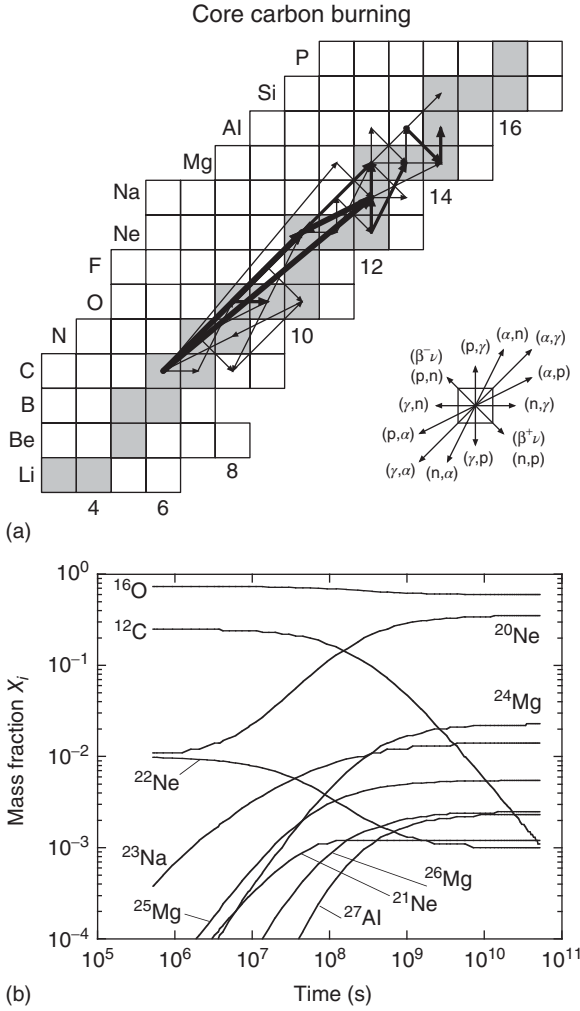 Core carbon burning
P
Si
Al
16
Mg
14
Na
Ne
12
F
O
10
N
C
B
8
Be
Li
4
6
(p,γ)
(α,n)
(α,γ)
(β⁻ν)
(p,n)
(α,p)
(γ,n)
(n,γ)
(p,α)
(β⁺ν)
(γ,α)
(n,α)
(γ,p)
(n,p)
(a)
Mass fraction Xᵢ
10⁰
10⁻¹
10⁻²
10⁻³
10⁻⁴
¹⁶O
¹²C
²⁰Ne
²⁴Mg
²²Ne
²³Na
²⁵Mg
²⁶Mg
²¹Ne
²⁷Al
10⁵
10⁶
10⁷
10⁸
10⁹
10¹⁰
10¹¹
Time (s)
(b)